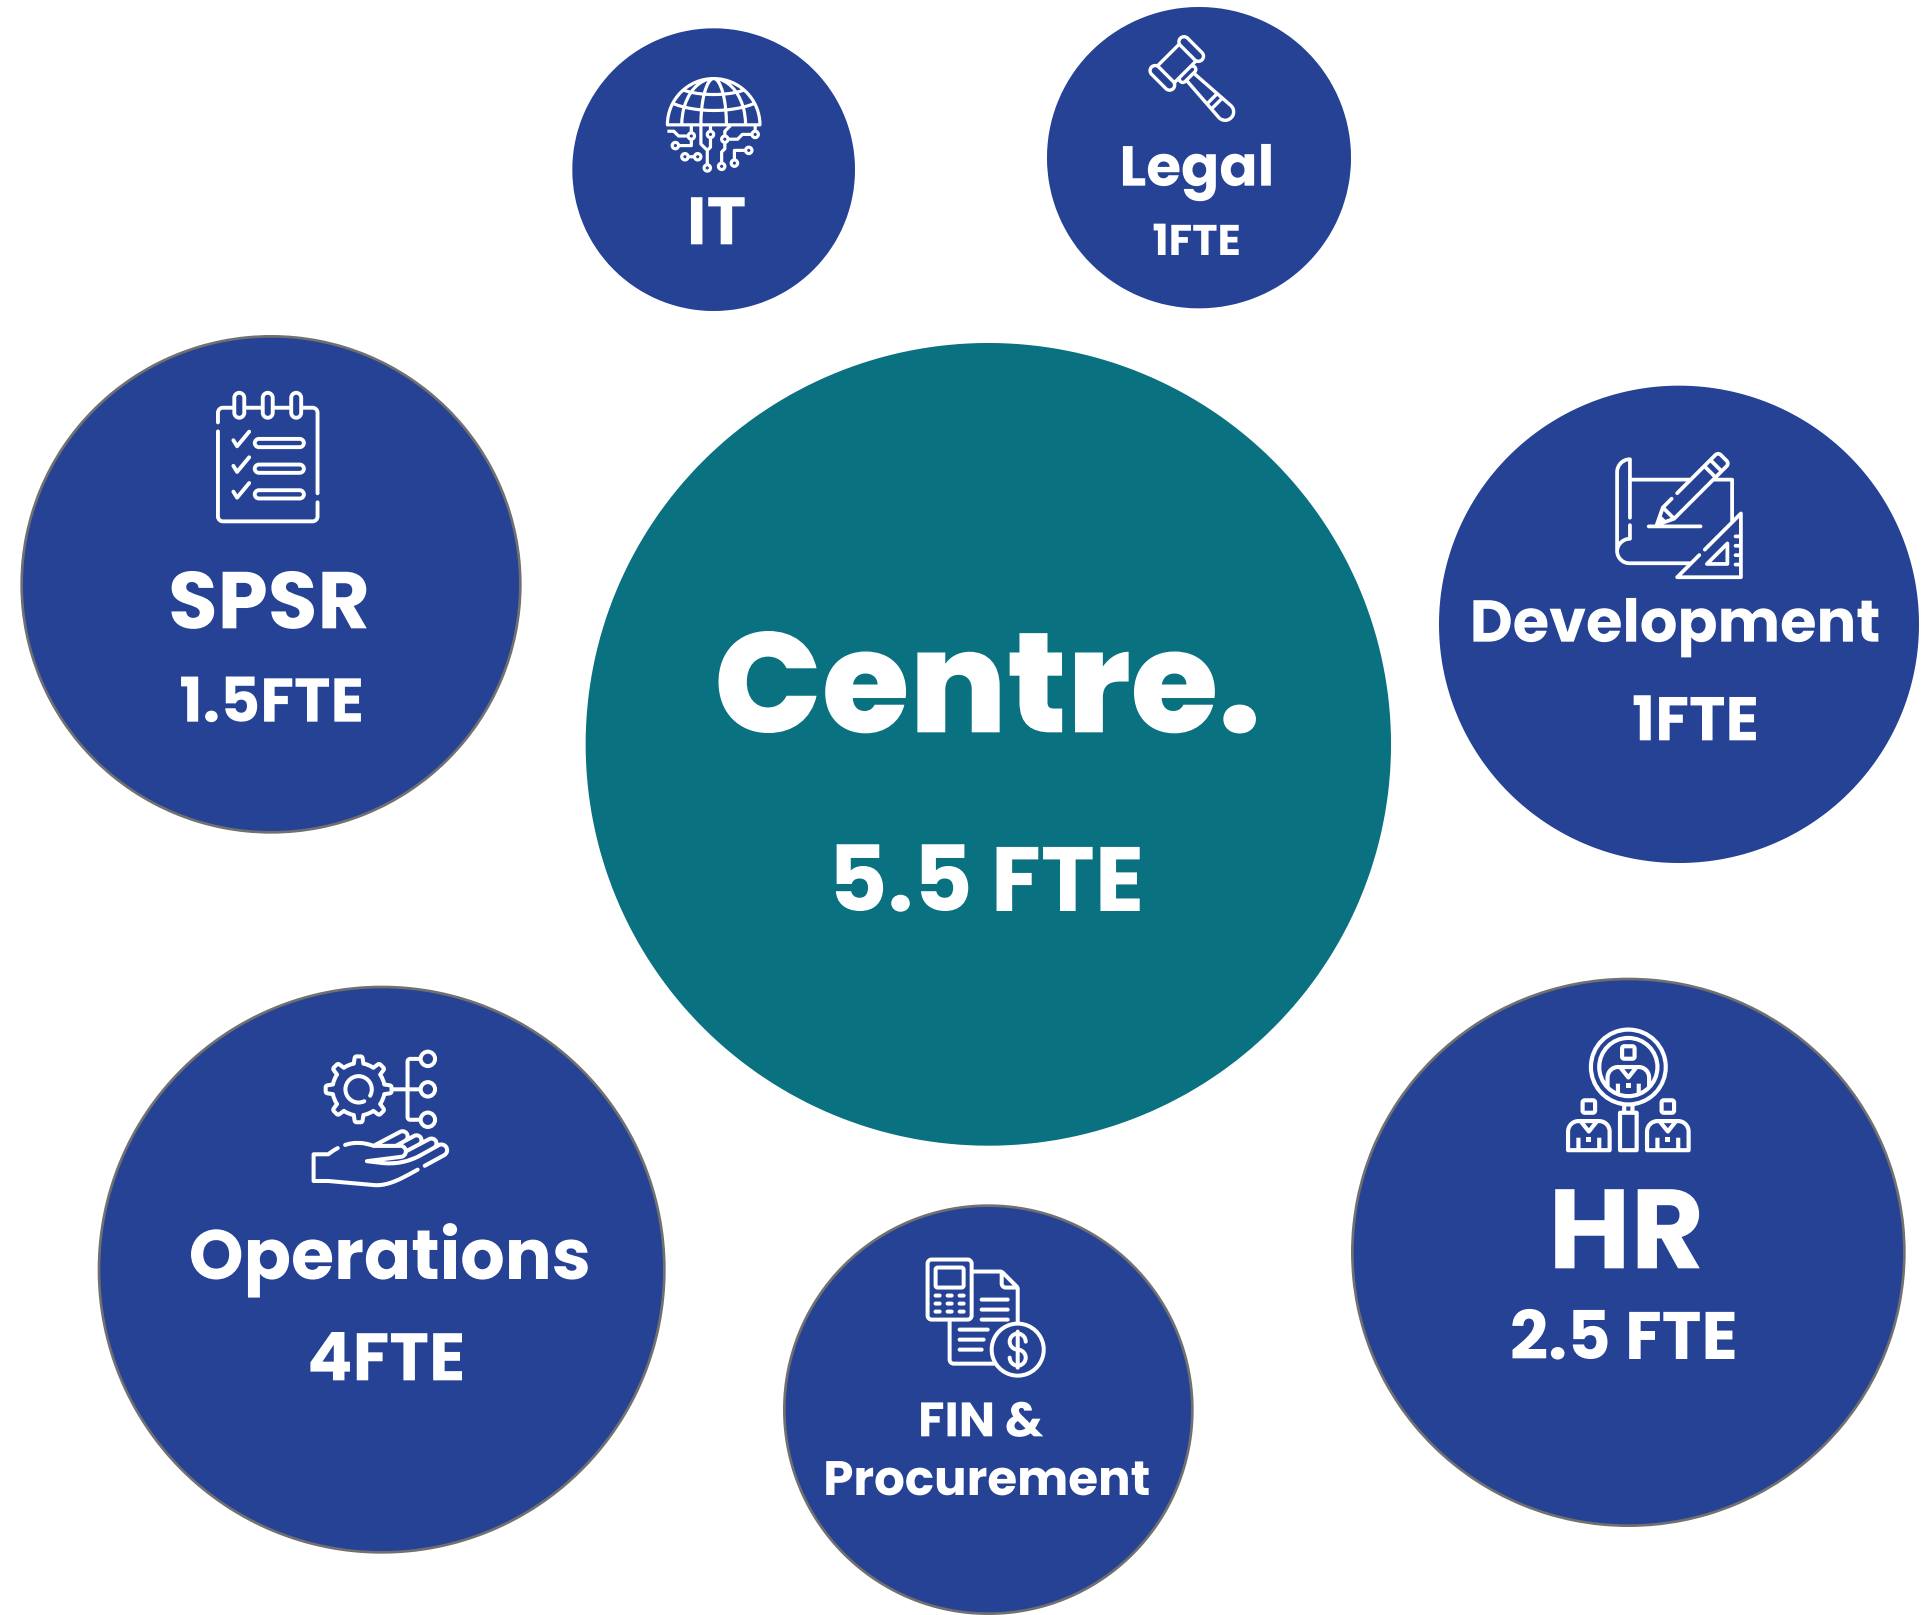 IT
Legal
1FTE
SPSR
1.5FTE
Centre.
5.5 FTE
Development
1FTE
Operations
4FTE
FIN &
Procurement
HR
2.5 FTE